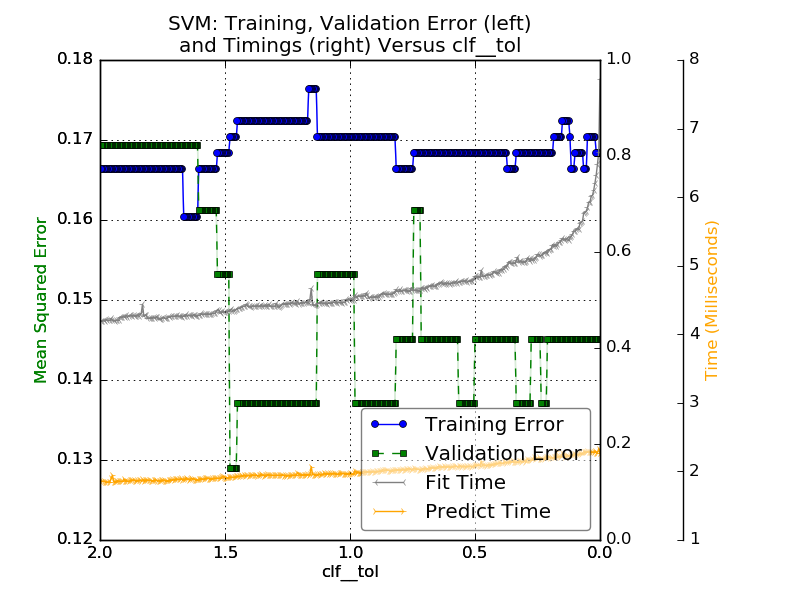 SVM: Training, Validation Error (left)
and Timings (right) Versus clf__tol
0.18
0.17
0.16
0.15
0.14
0.13
0.12
Mean Squared Error
2.0
1.5
1.0
0.5
0.0
clf__tol
1.0
0.8
0.6
0.4
0.2
0.0
8
7
6
5
4
3
2
1
Time (Milliseconds)
Training Error
Validation Error
Fit Time
Predict Time